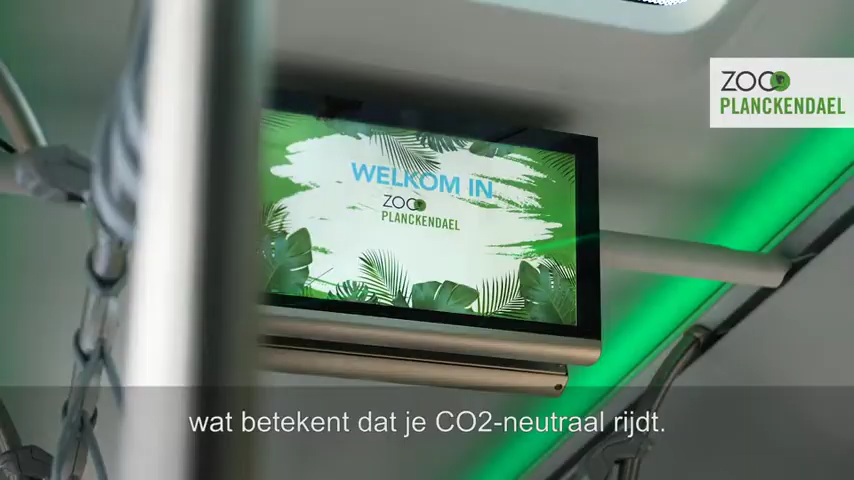 ZOO
PLANCKENDAEL
WELKOM IN
ZOO
PLANCKENDAEL
wat betekent dat je CO2-neutraal rijdt.